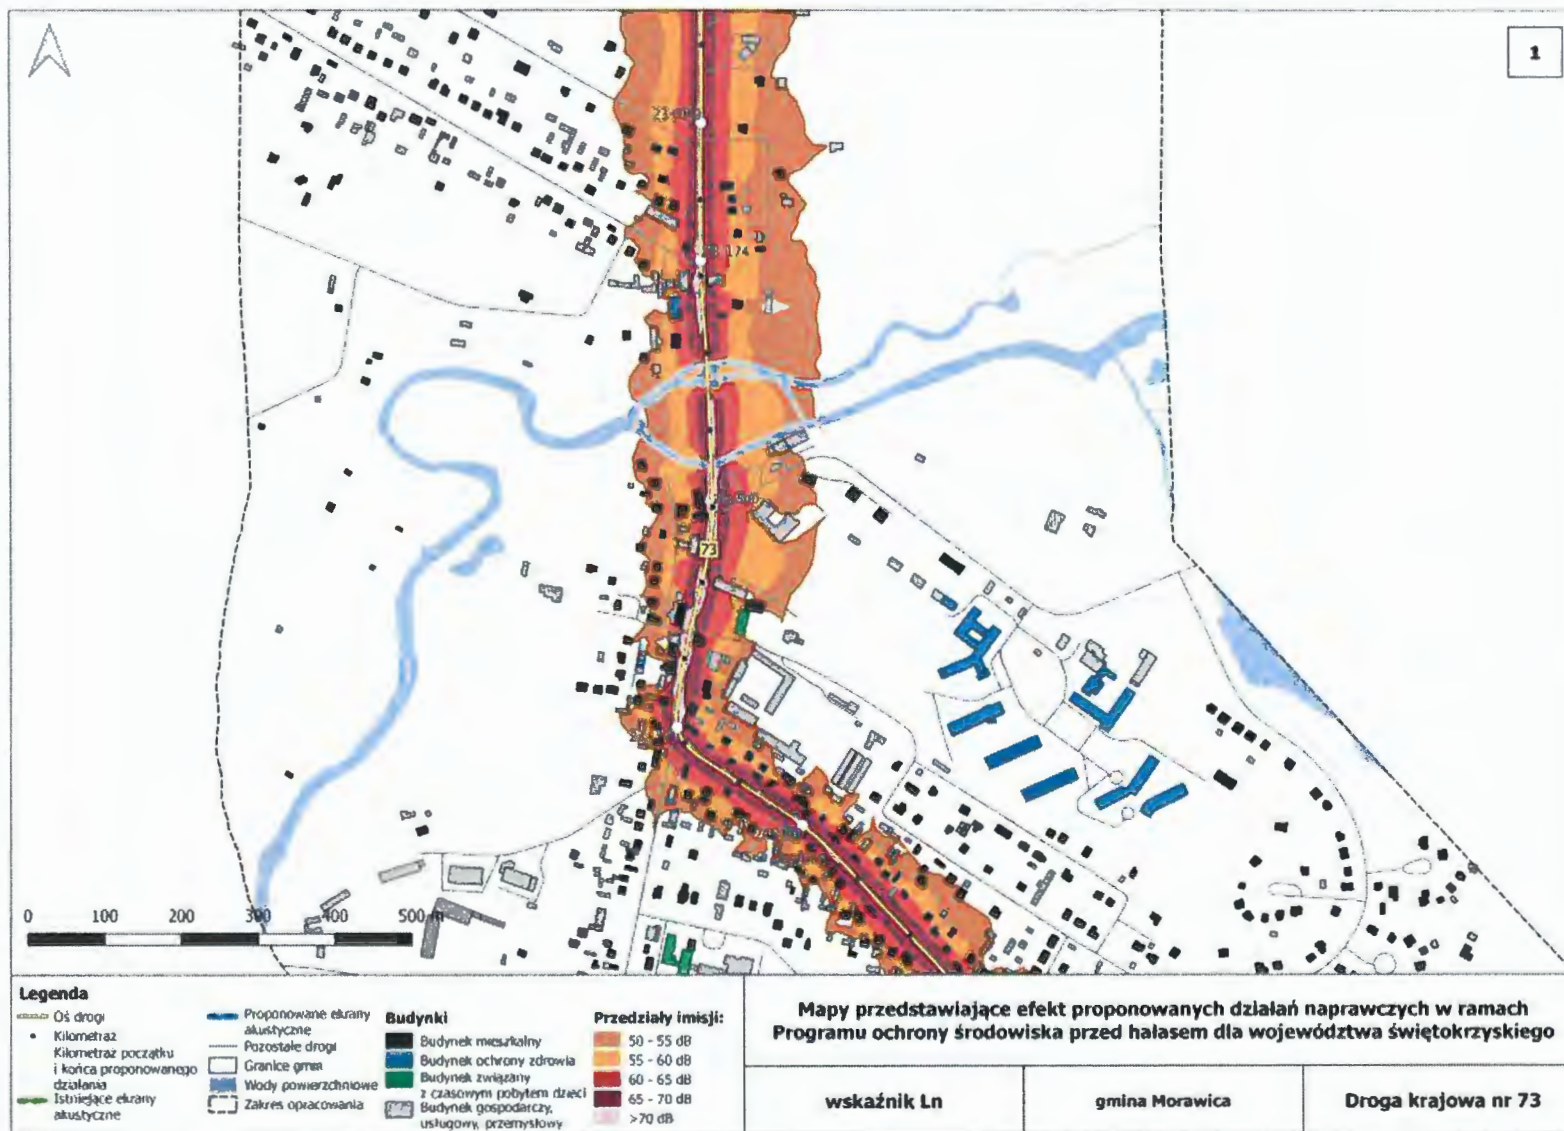 1
23+000
23+174
73
0 100 200 300 400 500 m
Legenda
Oś drogi
Kilometraż
Kilometraż początku
i końca proponowanego
działania
Istniejące ekrany
akustyczne
Proponowane ekrany
akustyczne
Pozostałe drogi
Granice gmin
Wody powierzchniowe
Zakres opracowania
Budynki
Budynek mieszkalny
Budynek ochrony zdrowia
Budynek związany
z czasowym pobytem dzieci
Budynek gospodarczy,
usługowy, przemysłowy
Przedziały imisji:
50 - 55 dB
55 - 60 dB
60 - 65 dB
65 - 70 dB
>70 dB
Mapy przedstawiające efekt proponowanych działań naprawczych w ramach
Programu ochrony środowiska przed hałasem dla województwa świętokrzyskiego
wskaźnik Ln
gmina Morawica
Droga krajowa nr 73